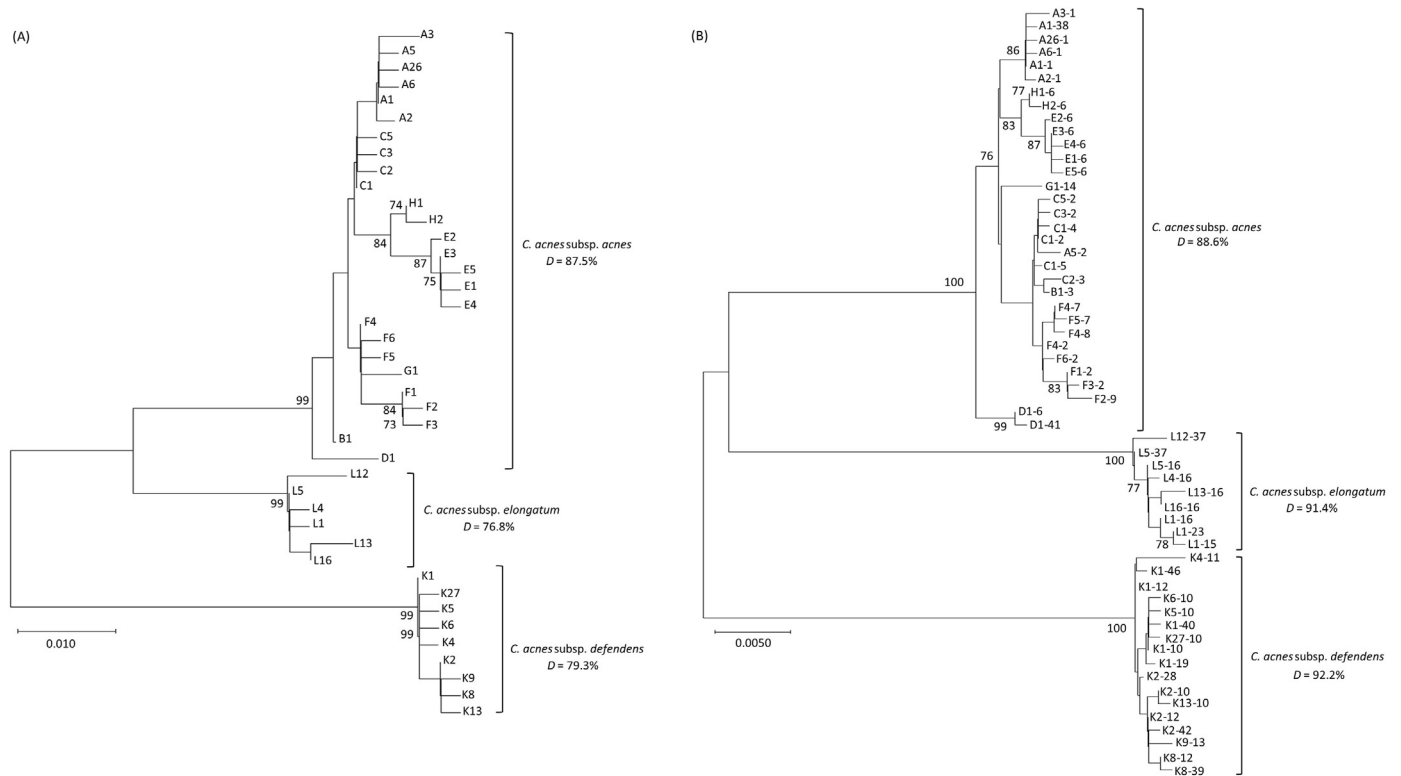 (A)
A3
A5
A26
A6
A1
A2
C5
C3
C2
C1
74
H1
H2
84
E2
E3
87
E5
75
E1
E4
F4
F6
F5
G1
99
F1
84
F2
73
F3
B1
D1
C. acnes subsp. acnes
D = 87.5%
L12
L5
99
L4
L1
L13
L16
C. acnes subsp. elongatum
D = 76.8%
K1
K27
99
K5
K6
99
K4
K2
K9
K8
K13
C. acnes subsp. defendens
D = 79.3%
0.010
(B)
A3-1
A1-38
A26-1
86
A6-1
A1-1
A2-1
77
H1-6
H2-6
83
E2-6
E3-6
87
E4-6
E1-6
E5-6
76
G1-14
C5-2
C3-2
C1-4
C1-2
A5-2
C1-5
C2-3
B1-3
100
F4-7
F5-7
F4-8
F4-2
F6-2
F1-2
83
F3-2
F2-9
D1-6
99
D1-41
C. acnes subsp. acnes
D = 88.6%
L12-37
100
L5-37
L5-16
L4-16
77
L13-16
L16-16
L1-16
L1-23
78
L1-15
C. acnes subsp. elongatum
D = 91.4%
K4-11
K1-46
K1-12
K6-10
K5-10
100
K1-40
K27-10
K1-10
K1-19
K2-28
K2-10
K13-10
K2-12
K2-42
K9-13
K8-12
K8-39
C. acnes subsp. defendens
D = 92.2%
0.0050